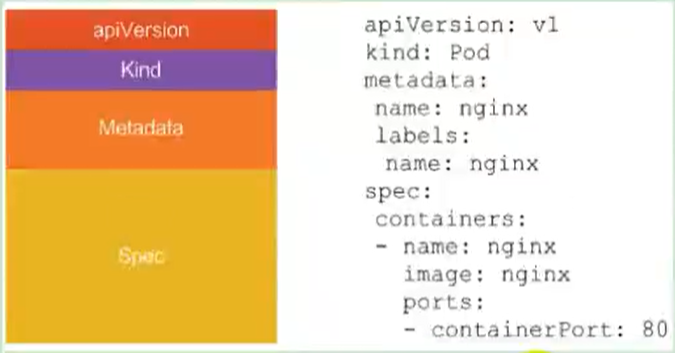 apiVersion
Kind
Metadata
Spec
apiVersion: v1
kind: Pod
metadata:
 name: nginx
 labels:
  name: nginx
spec:
 containers:
 - name: nginx
   image: nginx
   ports:
   - containerPort: 80